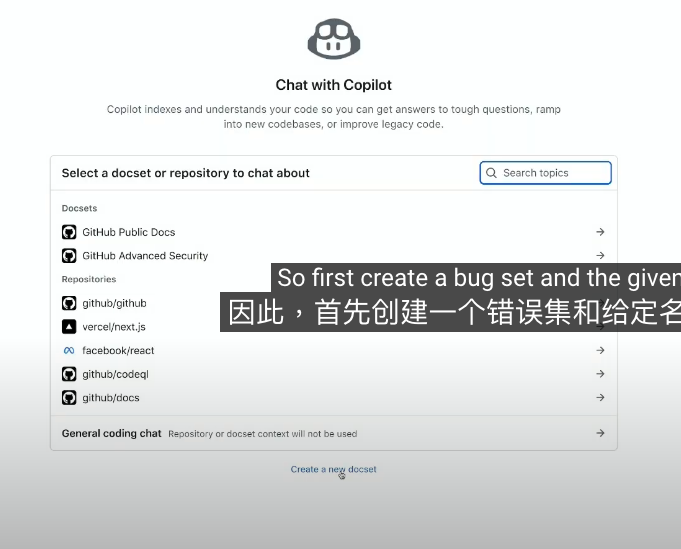 Chat with Copilot
Copilot indexes and understands your code so you can get answers to tough questions, ramp
into new codebases, or improve legacy code.
Select a docset or repository to chat about
Search topics
Docsets
GitHub Public Docs
GitHub Advanced Security
So first create a bug set and the given
Repositories
因此，首先创建一个错误集和给定名
github/github
vercel/next.js
facebook/react
github/codeql
github/docs
General coding chat Repository or docset context will not be used
Create a new docset